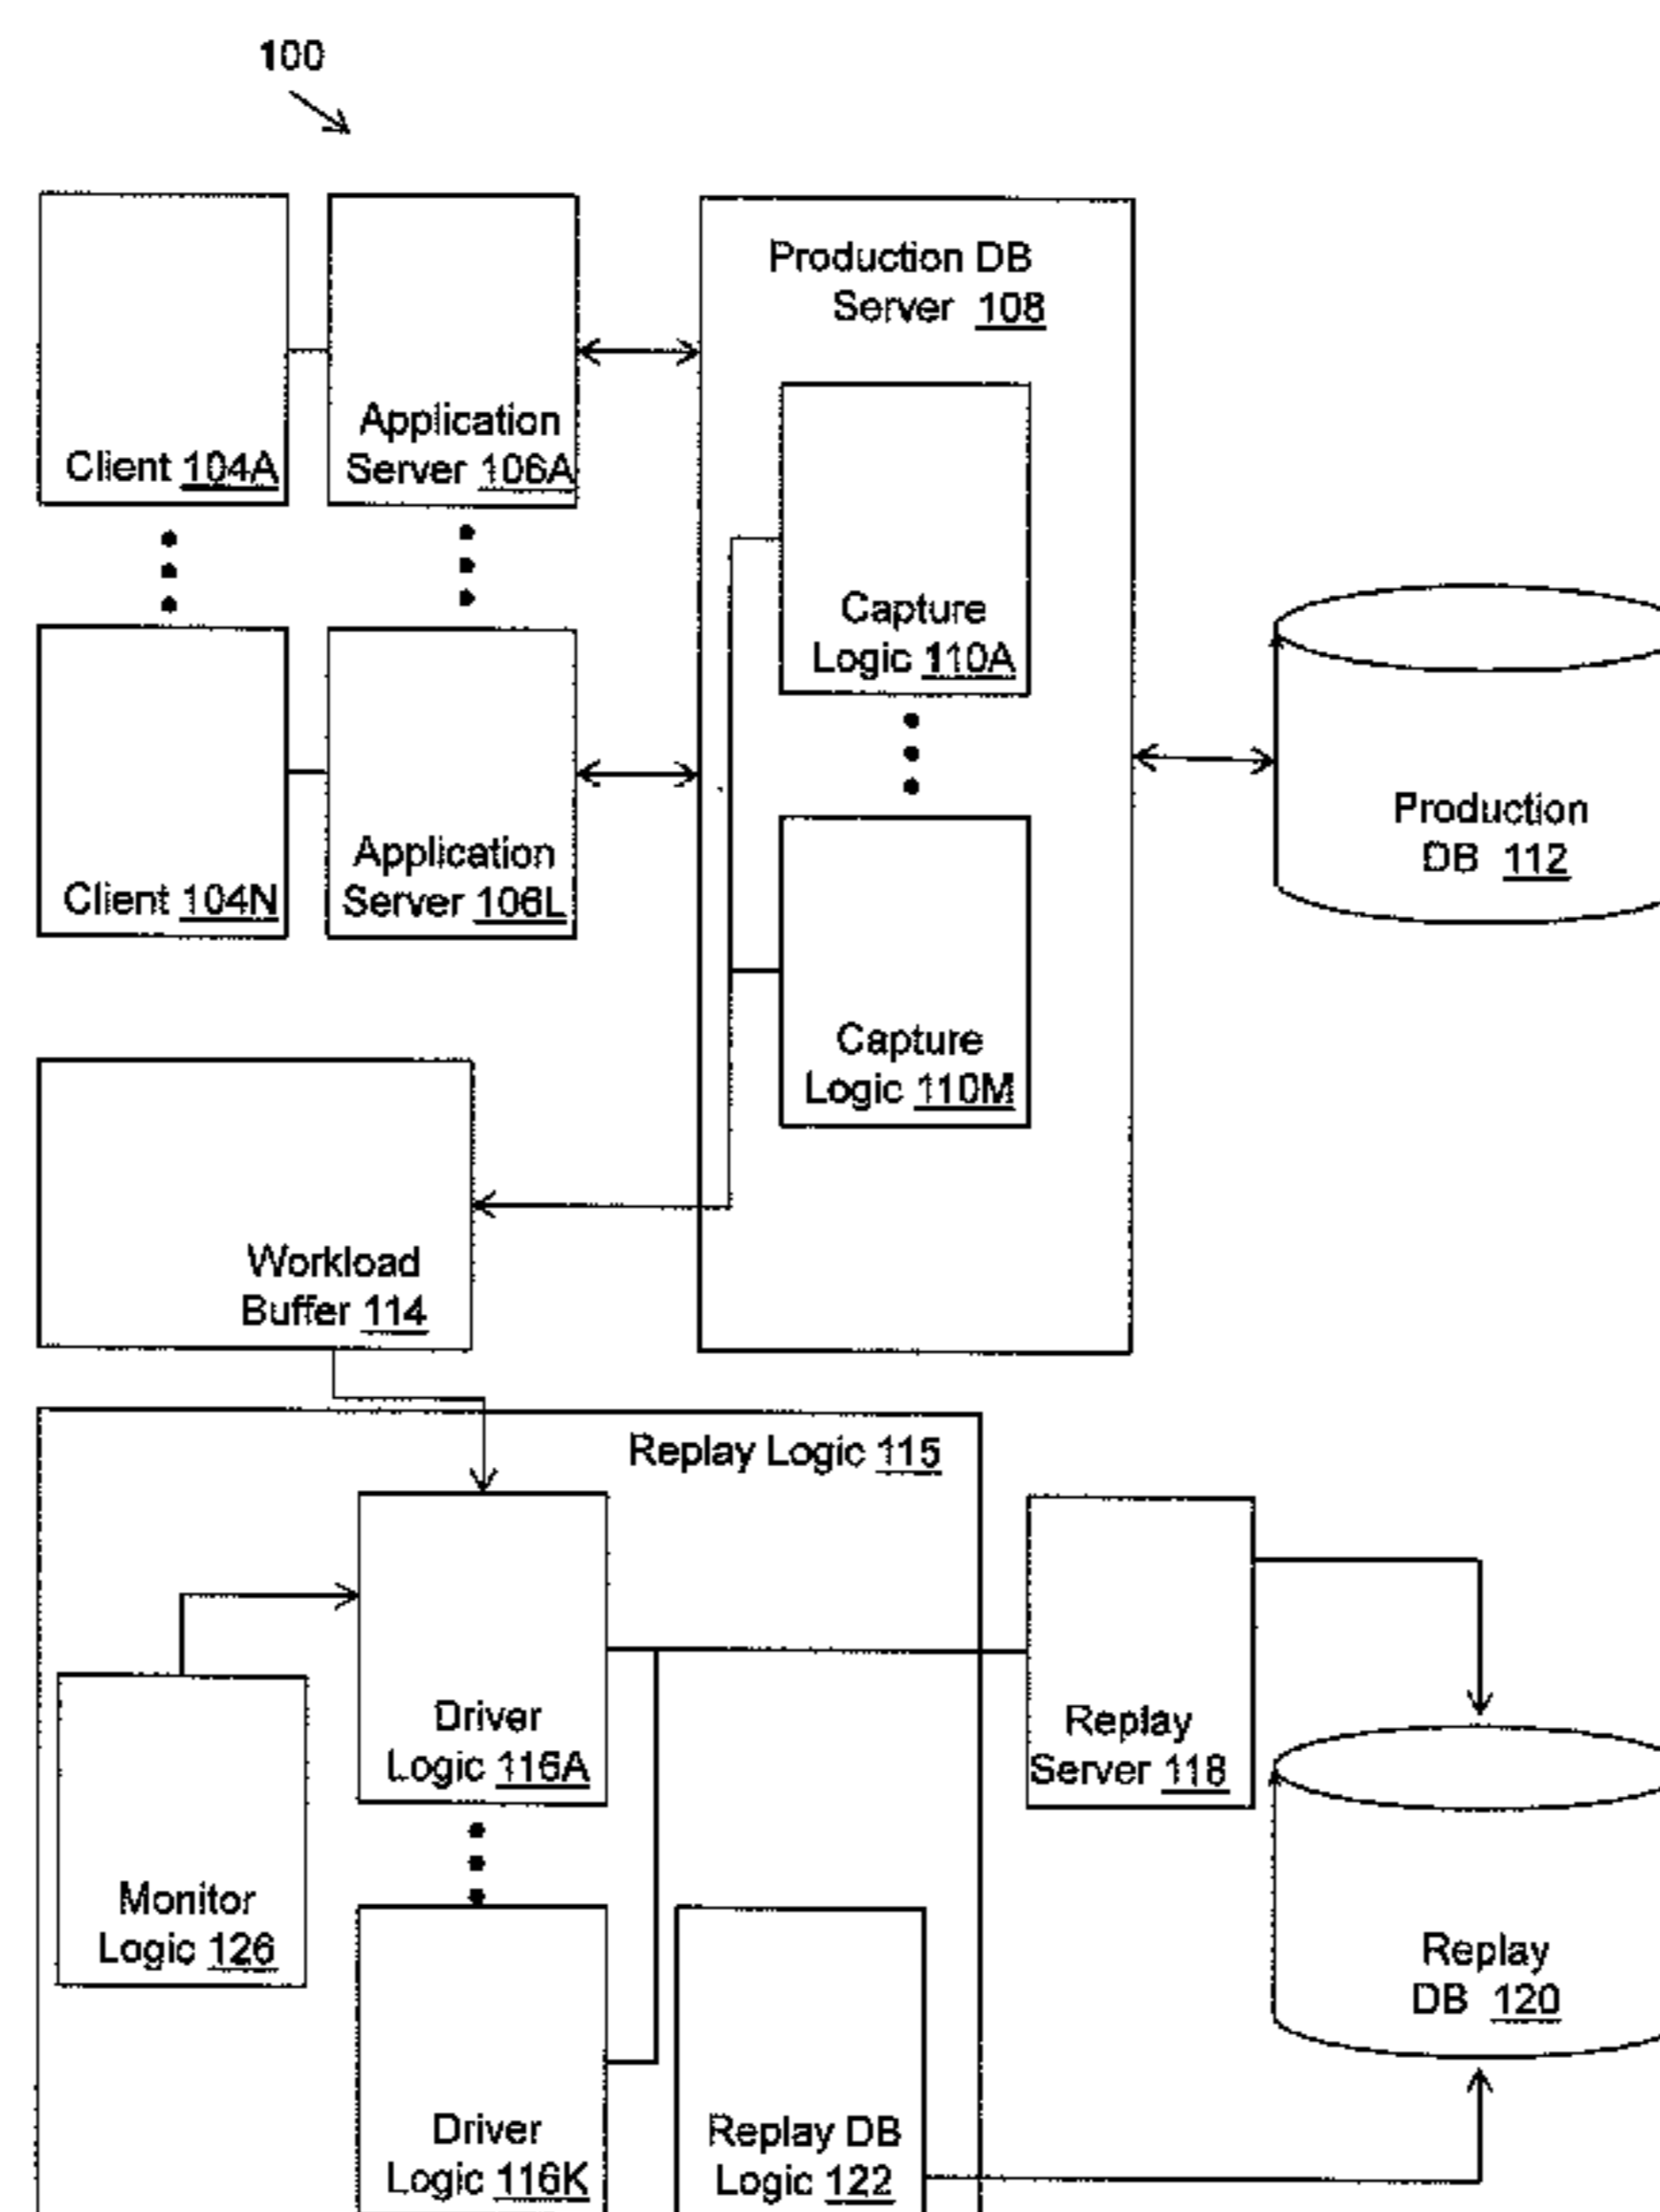 100
Production DB
Server 108
Application
Server 106A
Client 104A
Capture
Logic 110A
Production
DB 112
Application
Server 106L
Client 104N
Capture
Logic 110M
Workload
Buffer 114
Replay Logic 115
Driver
Logic 116A
Replay
Server 118
Monitor
Logic 126
Replay
DB 120
Driver
Logic 116K
Replay DB
Logic 122